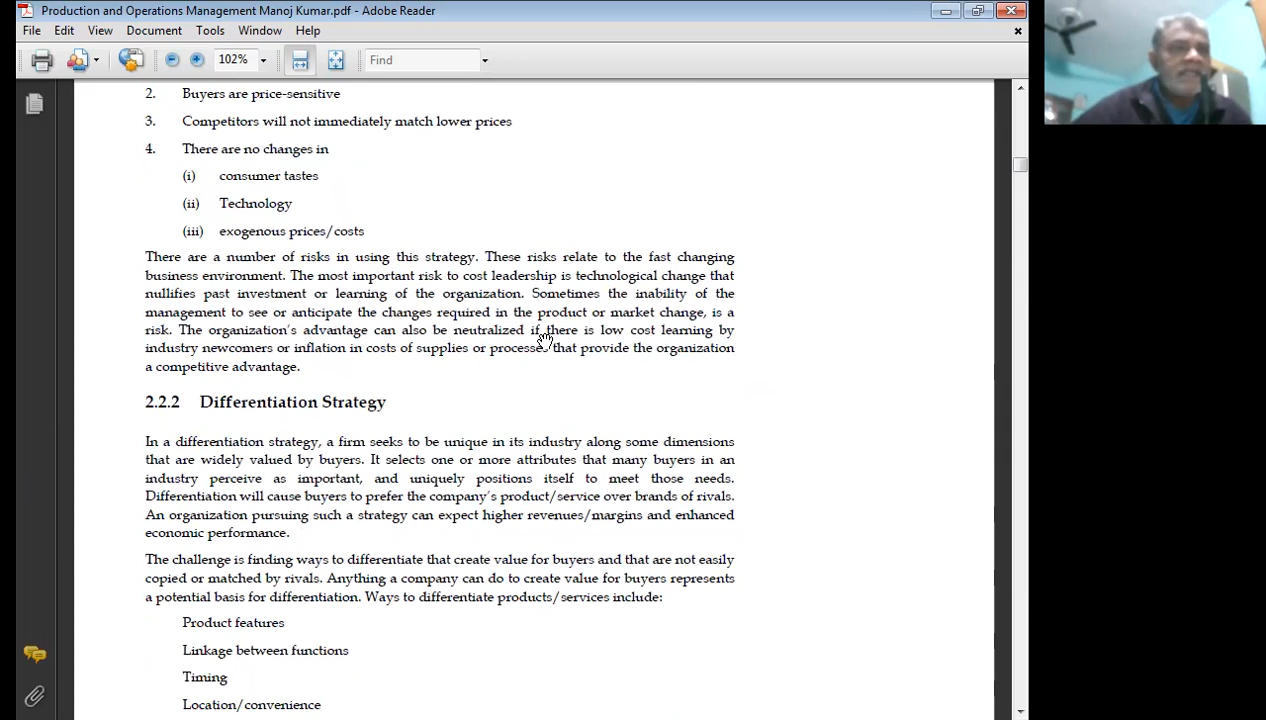 Production and Operations Management Manoj Kumar.pdf - Adobe Reader
File Edit View Document Tools Window Help
102% Find
2. Buyers are price-sensitive
3. Competitors will not immediately match lower prices
4. There are no changes in
(i) consumer tastes
(ii) Technology
(iii) exogenous prices/costs
There are a number of risks in using this strategy. These risks relate to the fast changing
business environment. The most important risk to cost leadership is technological change that
nullifies past investment or learning of the organization. Sometimes the inability of the
management to see or anticipate the changes required in the product or market change, is a
risk. The organization's advantage can also be neutralized if there is low cost learning by
industry newcomers or inflation in costs of supplies or processes that provide the organization
a competitive advantage.
2.2.2 Differentiation Strategy
In a differentiation strategy, a firm seeks to be unique in its industry along some dimensions
that are widely valued by buyers. It selects one or more attributes that many buyers in an
industry perceive as important, and uniquely positions itself to meet those needs.
Differentiation will cause buyers to prefer the company's product/service over brands of rivals.
An organization pursuing such a strategy can expect higher revenues/margins and enhanced
economic performance.
The challenge is finding ways to differentiate that create value for buyers and that are not easily
copied or matched by rivals. Anything a company can do to create value for buyers represents
a potential basis for differentiation. Ways to differentiate products/services include:
Product features
Linkage between functions
Timing
Location/convenience